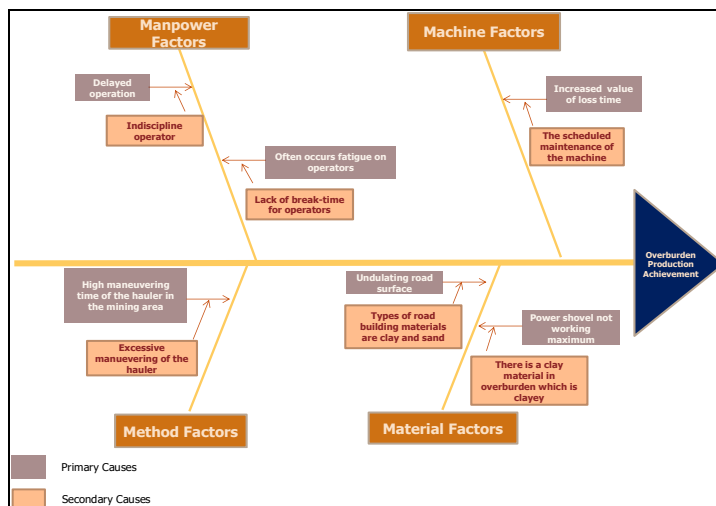 Manpower
Factors
Machine Factors
Delayed
operation
Indiscipline
operator
Often occurs fatigue on
operators
Lack of break-time
for operators
Increased value
of loss time
The scheduled
maintenance of
the machine
Overburden
Production
Achievement
High maneuvering
time of the hauler in
the mining area
Excessive
manuevering of the
hauler
Undulating road
surface
Types of road
building materials
are clay and sand
Power shovel not
working
maximum
There is a clay
material in
overburden which is
clayey
Method Factors
Material Factors
Primary Causes
Secondary Causes